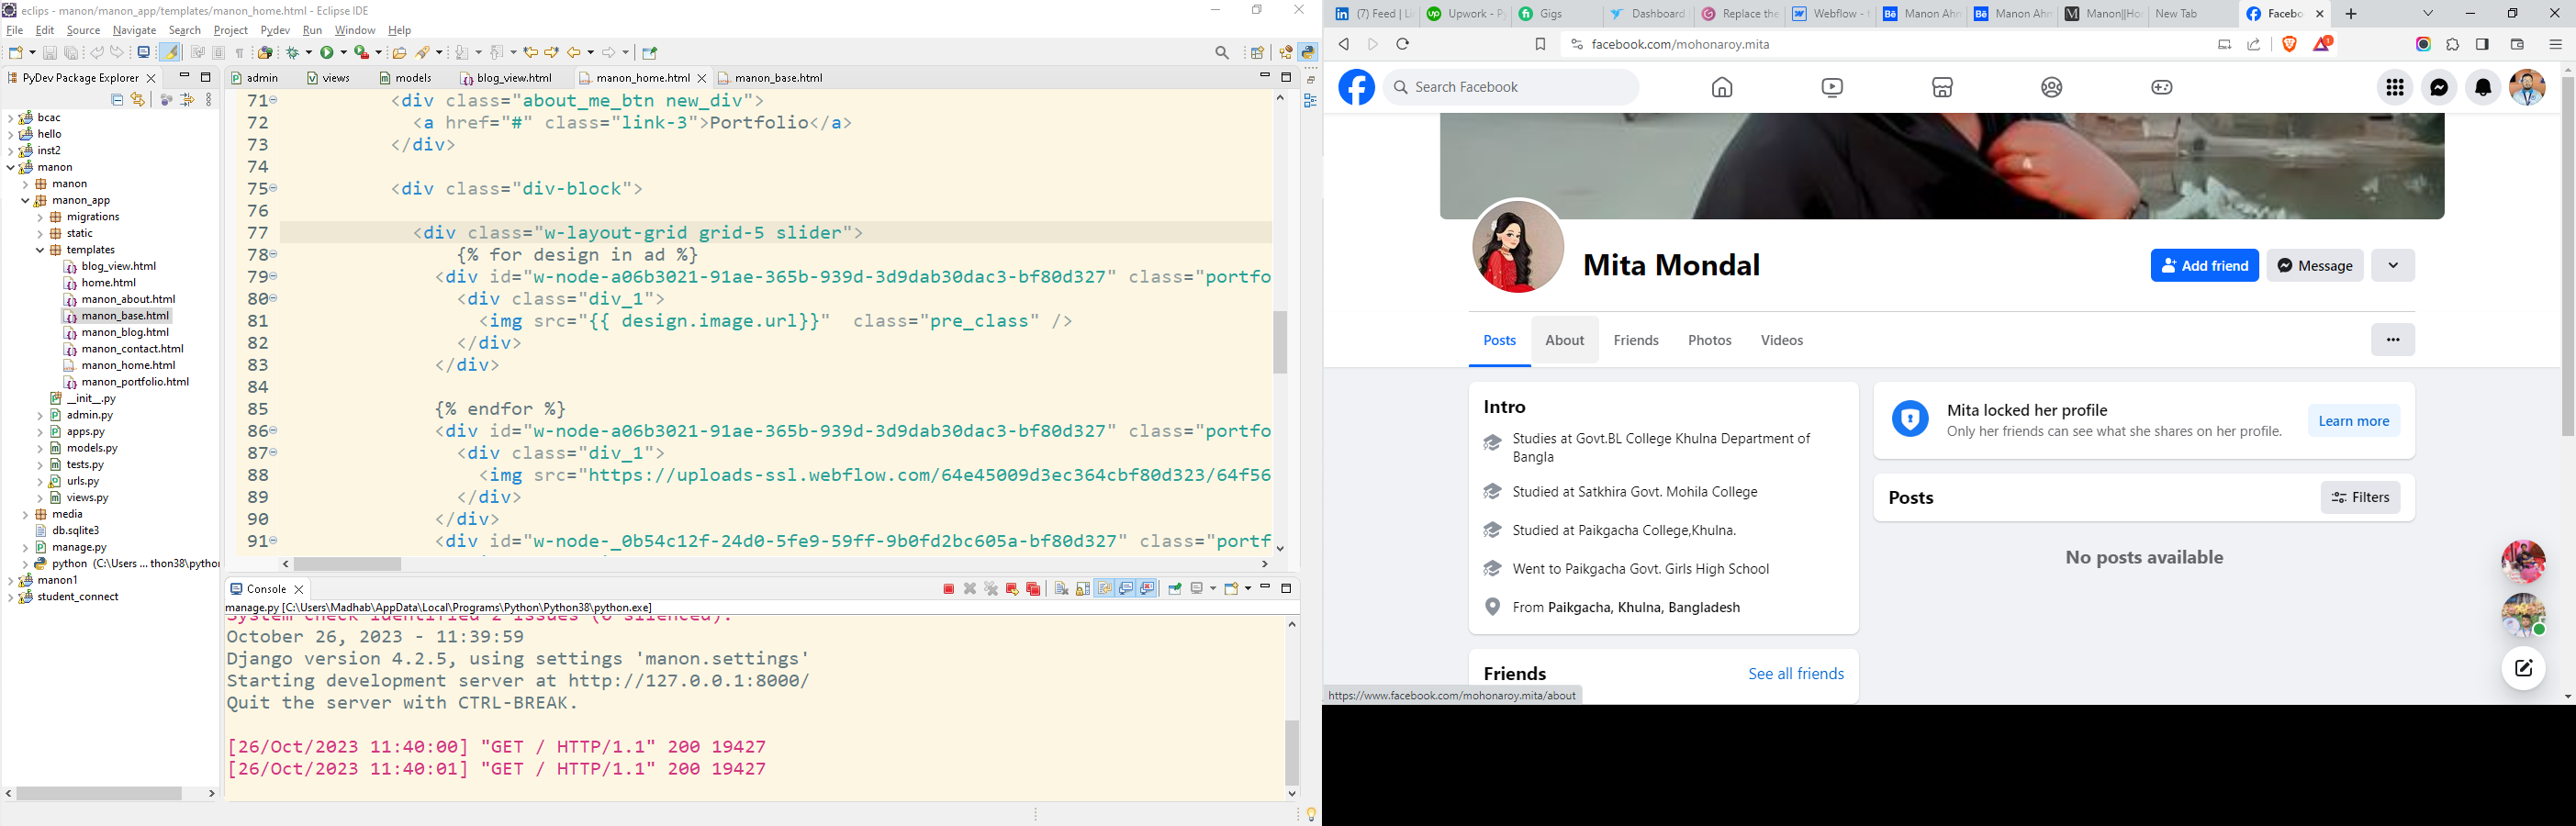 eclips - manon/manon_app/templates/manon_home.html - Eclipse IDE
File Edit Source Navigate Search Project Pydev Run Window Help
PyDev Package Explorer
bcac
hello
inst2
manon
manon
manon_app
migrations
static
templates
blog_view.html
home.html
manon_about.html
manon_base.html
manon_blog.html
manon_contact.html
manon_home.html
manon_portfolio.html
__init__.py
admin.py
apps.py
models.py
tests.py
urls.py
views.py
media
db.sqlite3
manage.py
python (C:\Users ... thon38\python
manon1
student_connect
admin views models blog_view.html manon_home.html manon_base.html
71 <div class="about_me_btn new_div">
72 <a href="#" class="link-3">Portfolio</a>
73 </div>
74
75 <div class="div-block">
76
77 <div class="w-layout-grid grid-5 slider">
78 {% for design in ad %}
79 <div id="w-node-a06b3021-91ae-365b-939d-3d9dab30dac3-bf80d327" class="portfo
80 <div class="div_1">
81 <img src="{{ design.image.url}}" class="pre_class" />
82 </div>
83 </div>
84
85 {% endfor %}
86 <div id="w-node-a06b3021-91ae-365b-939d-3d9dab30dac3-bf80d327" class="portfo
87 <div class="div_1">
88 <img src="https://uploads-ssl.webflow.com/64e45009d3ec364cbf80d323/64f56
89 </div>
90 </div>
91 <div id="w-node-_0b54c12f-24d0-5fe9-59ff-9b0fd2bc605a-bf80d327" class="portf
Console
manage.py [C:\Users\Madhab\AppData\Local\Programs\Python\Python38\python.exe]
System check identified 2 issues (0 silenced).
October 26, 2023 - 11:39:59
Django version 4.2.5, using settings 'manon.settings'
Starting development server at http://127.0.0.1:8000/
Quit the server with CTRL-BREAK.
[26/Oct/2023 11:40:00] "GET / HTTP/1.1" 200 19427
[26/Oct/2023 11:40:01] "GET / HTTP/1.1" 200 19427
(7) Feed | Li Upwork - Py Gigs Dashboard Replace the Webflow - t Manon Ahm Manon Ahm Manon||Ho New Tab Facebo
facebook.com/mohonaroy.mita
Search Facebook
Mita Mondal
Add friend Message
Posts About Friends Photos Videos
Intro
Studies at Govt.BL College Khulna Department of
Bangla
Studied at Satkhira Govt. Mohila College
Studied at Paikgacha College,Khulna.
Went to Paikgacha Govt. Girls High School
From Paikgacha, Khulna, Bangladesh
Friends See all friends
Mita locked her profile
Only her friends can see what she shares on her profile.
Learn more
Posts Filters
No posts available
https://www.facebook.com/mohonaroy.mita/about